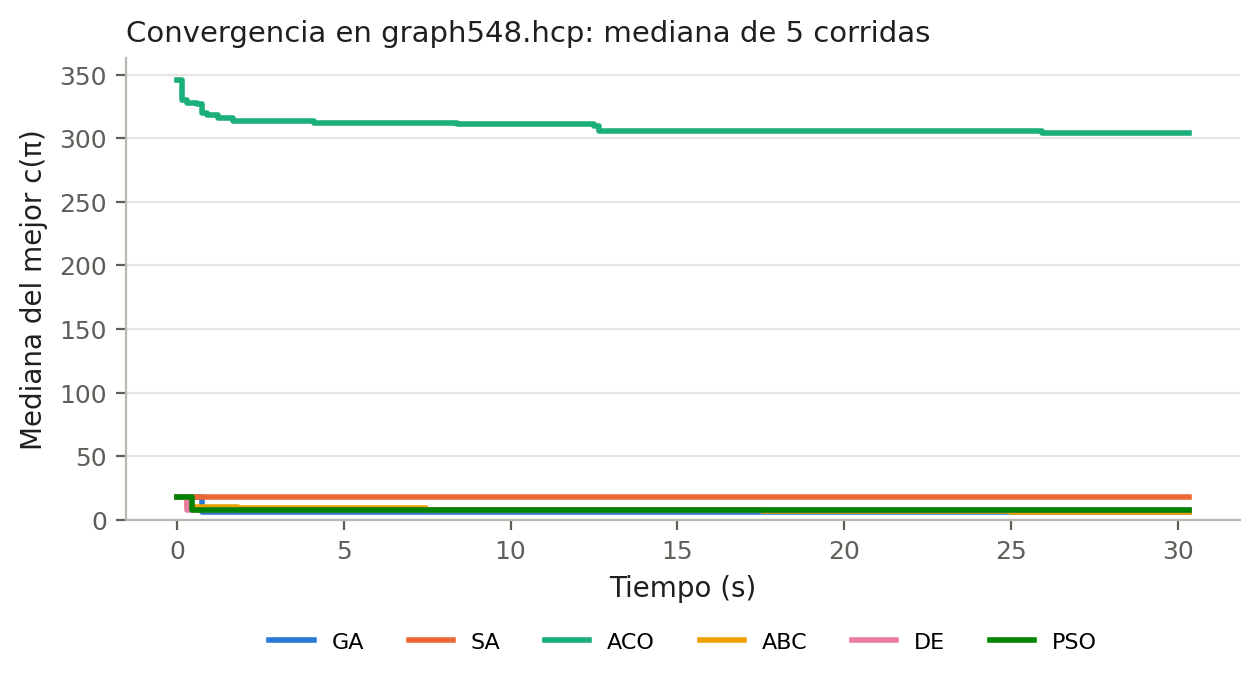 Convergencia en graph548.hcp: mediana de 5 corridas
Mediana del mejor c(π)
350
300
250
200
150
100
50
0
0 5 10 15 20 25 30
Tiempo (s)
GA SA ACO ABC DE PSO